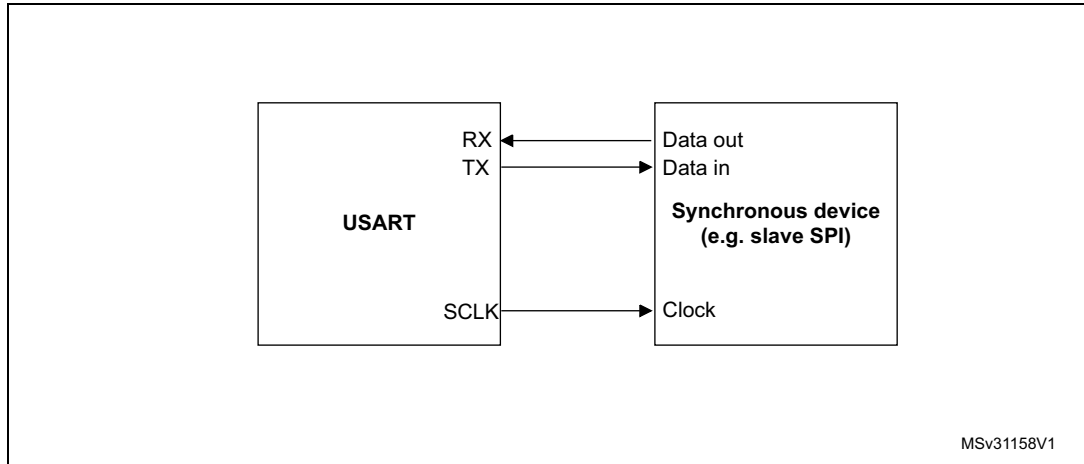 RX
Data out
TX
Data in
USART
Synchronous device
(e.g. slave SPI)
SCLK
Clock
MSv31158V1